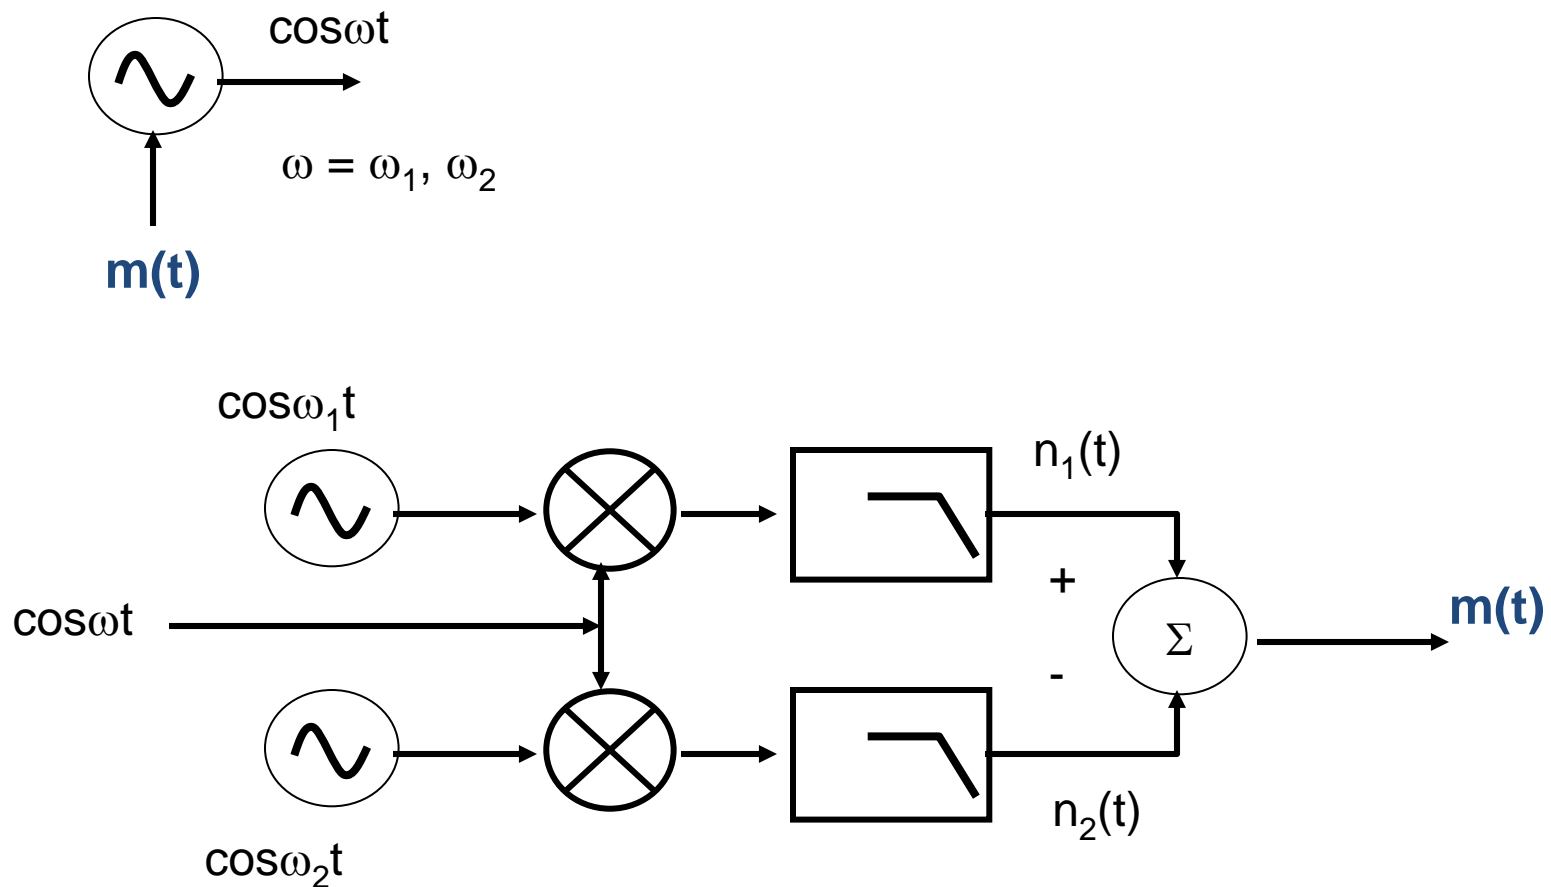 cosωt
ω = ω₁, ω₂
m(t)
cosω₁t
n₁(t)
+
cosωt
Σ
m(t)
-
n₂(t)
cosω₂t